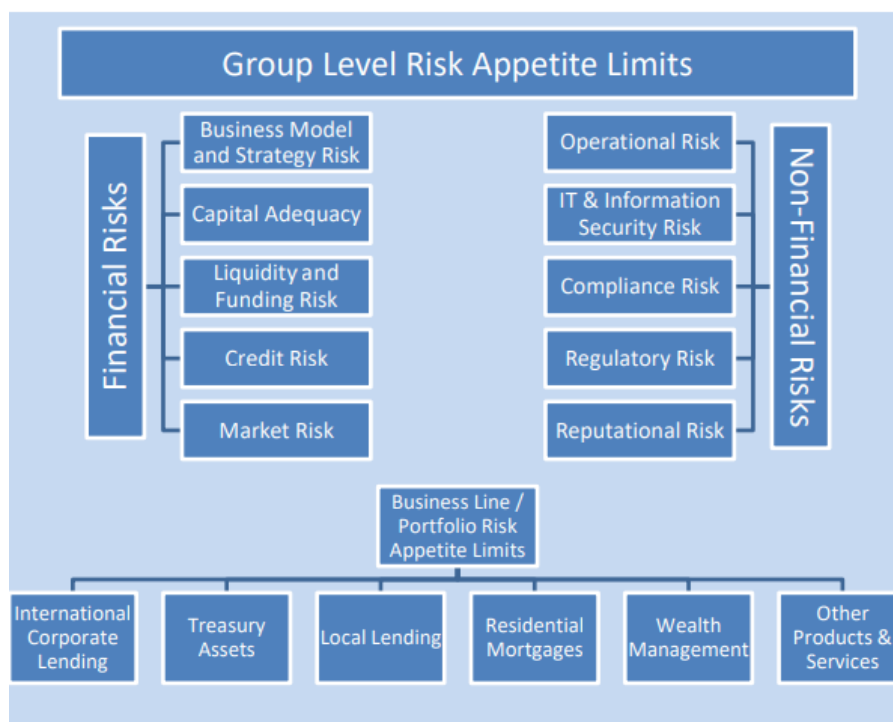 Group Level Risk Appetite Limits
Financial Risks
Business Model
and Strategy Risk
Capital Adequacy
Liquidity and
Funding Risk
Credit Risk
Market Risk
Operational Risk
IT & Information
Security Risk
Compliance Risk
Regulatory Risk
Reputational Risk
Non-Financial Risks
Business Line /
Portfolio Risk
Appetite Limits
International
Corporate
Lending
Treasury
Assets
Local Lending
Residential
Mortgages
Wealth
Management
Other
Products &
Services